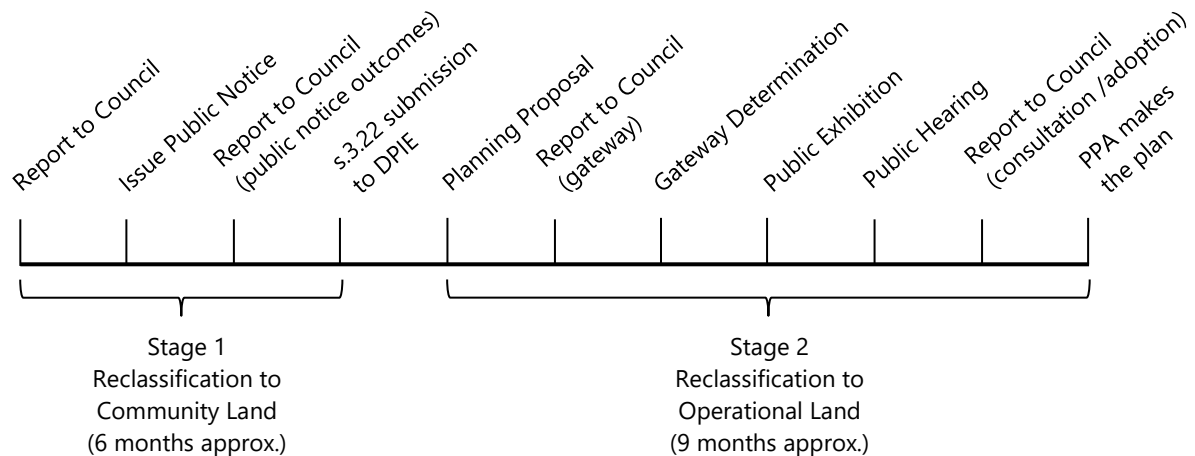 Report to Council
Issue Public Notice
Report to Council
(public notice outcomes)
s.3.22 submission
to DPIE
Planning Proposal
Report to Council
(gateway)
Gateway Determination
Public Exhibition
Public Hearing
Report to Council
(consultation /adoption)
PPA makes
the plan
Stage 1
Reclassification to
Community Land
(6 months approx.)
Stage 2
Reclassification to
Operational Land
(9 months approx.)